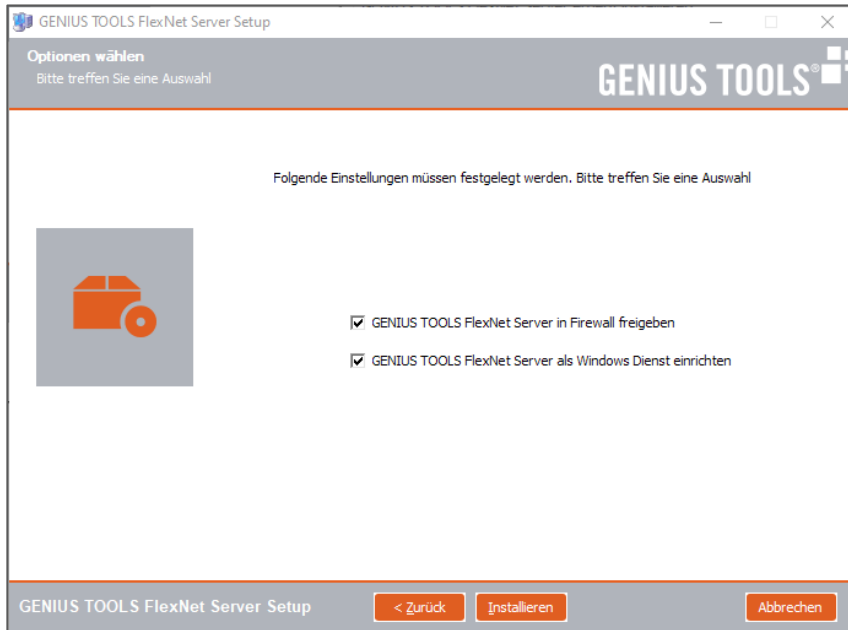 GENIUS TOOLS FlexNet Server Setup
Optionen wählen
Bitte treffen Sie eine Auswahl
GENIUS TOOLS®
Folgende Einstellungen müssen festgelegt werden. Bitte treffen Sie eine Auswahl
GENIUS TOOLS FlexNet Server in Firewall freigeben
GENIUS TOOLS FlexNet Server als Windows Dienst einrichten
GENIUS TOOLS FlexNet Server Setup
< Zurück
Installieren
Abbrechen